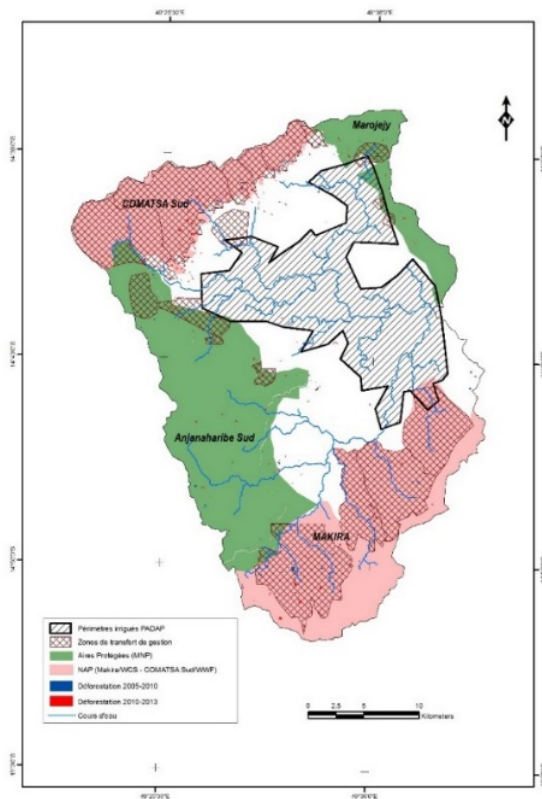 Marojejy
COMATSA Sud
Anjanaharibe Sud
MAKIRA
Périmètres irrigués PADAP
Zones de transfert de gestion
Aires Protégées (MNP)
NAP (Makira/WCS - COMATSA Sud/WWF)
Déforestation 2005-2010
Déforestation 2010-2013
Cours d'eau
0 2.5 5 10
Kilometers
N